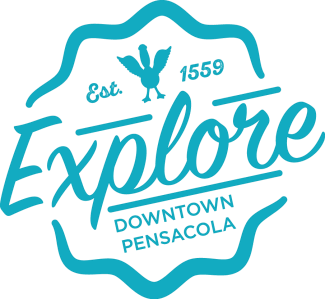 Est. 1559
Explore
DOWNTOWN
PENSACOLA